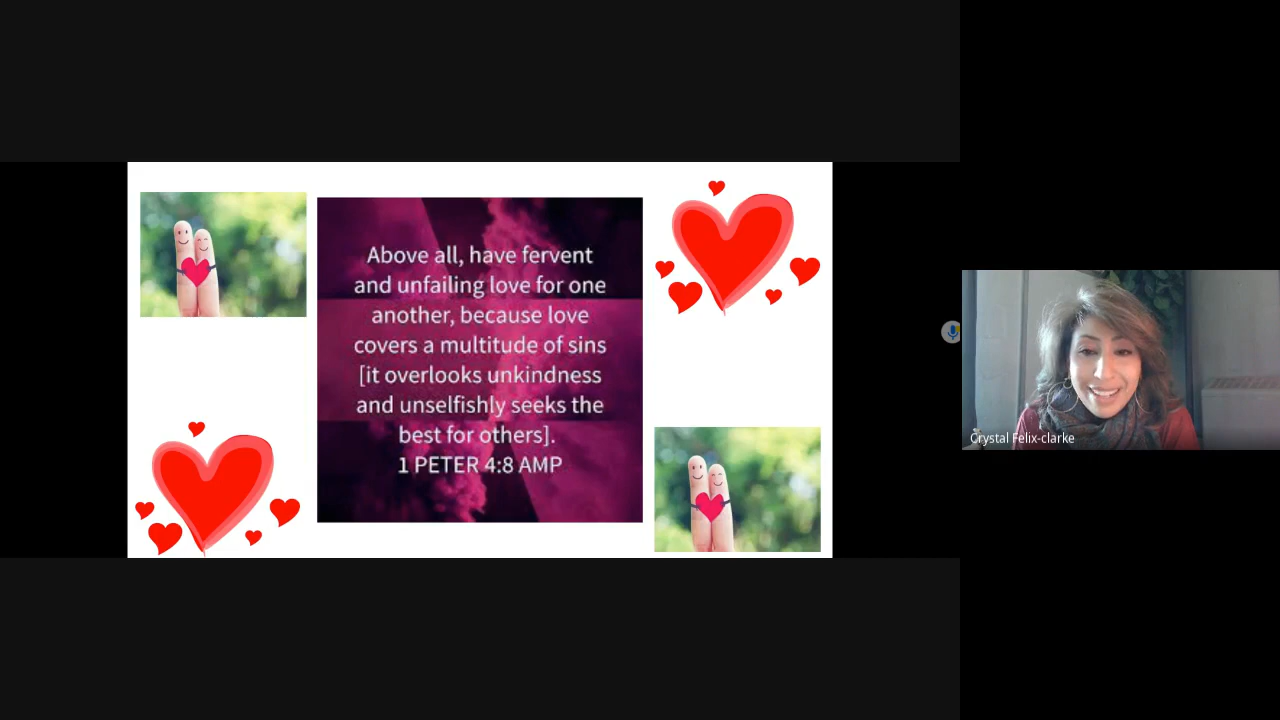 Above all, have fervent
and unfailing love for one
another, because love
covers a multitude of sins
[it overlooks unkindness
and unselfishly seeks the
best for others].
1 PETER 4:8 AMP
Crystal Felix-clarke